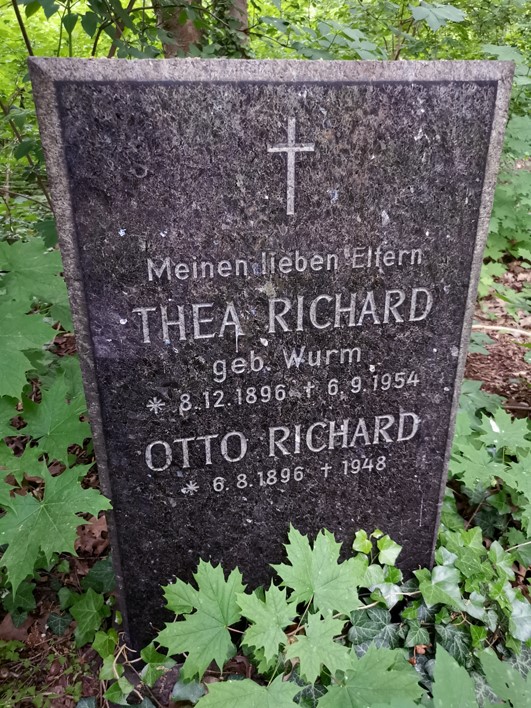 Meinen lieben Eltern
THEA RICHARD
geb. Wurm
* 8.12.1896 † 6.9.1954
OTTO RICHARD
* 6.8.1896 † 1948